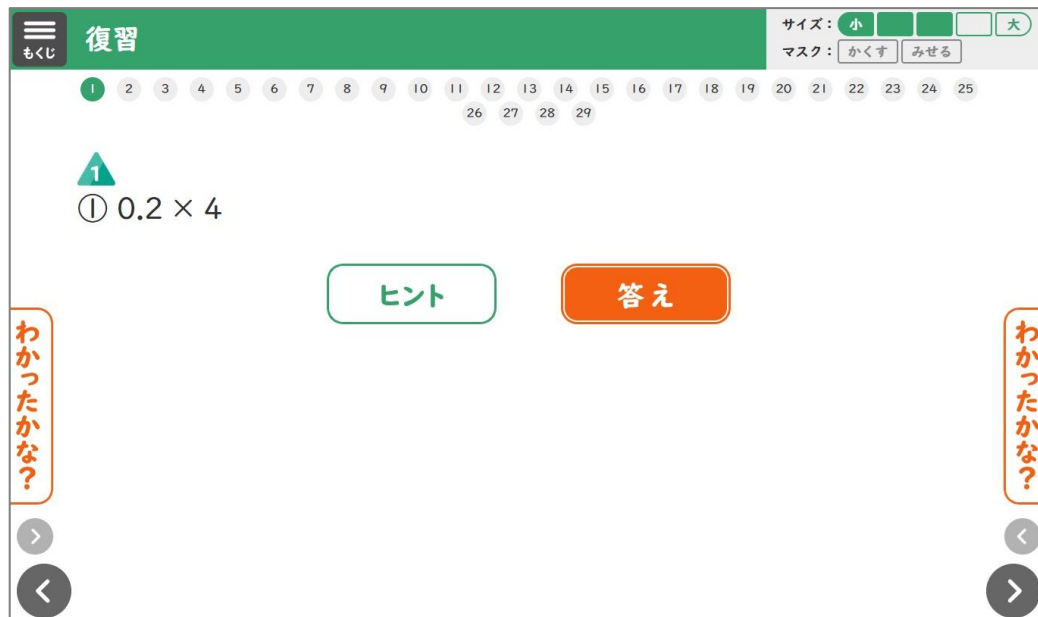 もくじ
復習
サイズ： 小 大
マスク： かくす みせる
1 2 3 4 5 6 7 8 9 10 11 12 13 14 15 16 17 18 19 20 21 22 23 24 25
26 27 28 29
1
① 0.2 × 4
ヒント 答え
わかったかな？
わかったかな？